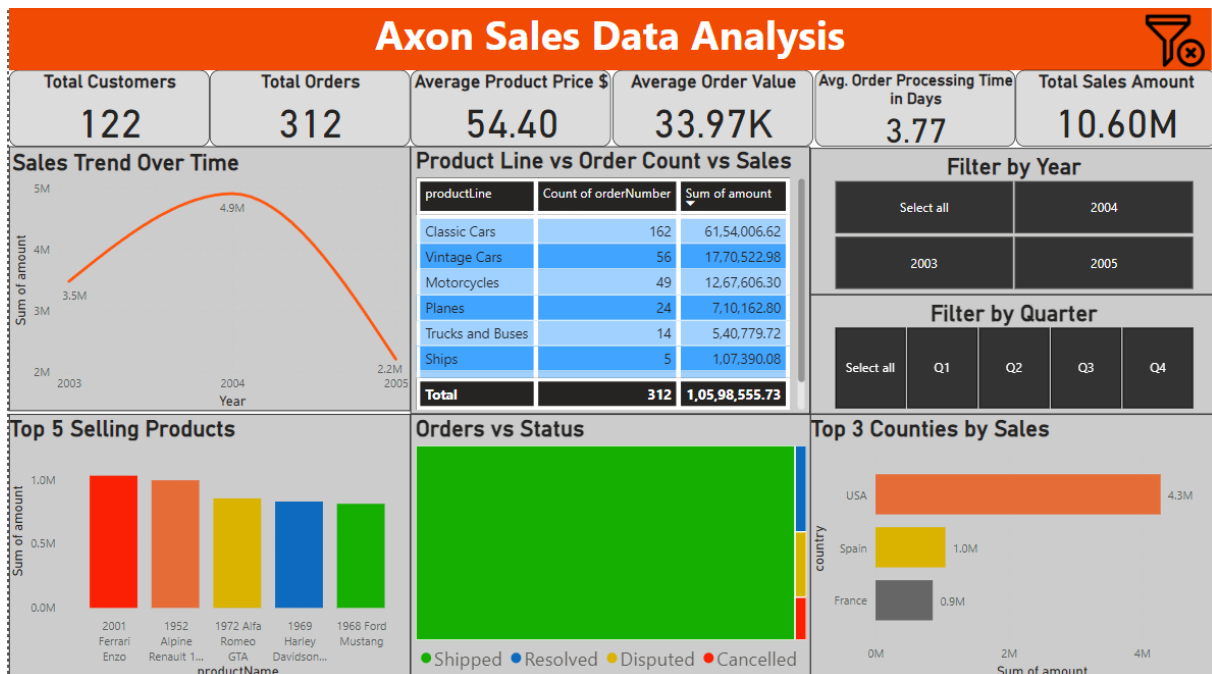 Axon Sales Data Analysis
Total Customers
122
Total Orders
312
Average Product Price $
54.40
Average Order Value
33.97K
Avg. Order Processing Time
in Days
3.77
Total Sales Amount
10.60M
Sales Trend Over Time
Sum of amount
5M
4M
3M
2M
3.5M
4.9M
2.2M
2003
2004
2005
Year
Product Line vs Order Count vs Sales
productLine Count of orderNumber Sum of amount
Classic Cars 162 61,54,006.62
Vintage Cars 56 17,70,522.98
Motorcycles 49 12,67,606.30
Planes 24 7,10,162.80
Trucks and Buses 14 5,40,779.72
Ships 5 1,07,390.08
Total 312 1,05,98,555.73
Filter by Year
Select all 2004
2003 2005
Filter by Quarter
Select all Q1 Q2 Q3 Q4
Top 5 Selling Products
Sum of amount
1.0M
0.5M
0.0M
2001
Ferrari
Enzo
1952
Alpine
Renault 1...
1972 Alfa
Romeo
GTA
1969
Harley
Davidson...
1968 Ford
Mustang
productName
Orders vs Status
Shipped Resolved Disputed Cancelled
Top 3 Counties by Sales
country
USA 4.3M
Spain 1.0M
France 0.9M
0M 2M 4M
Sum of amount